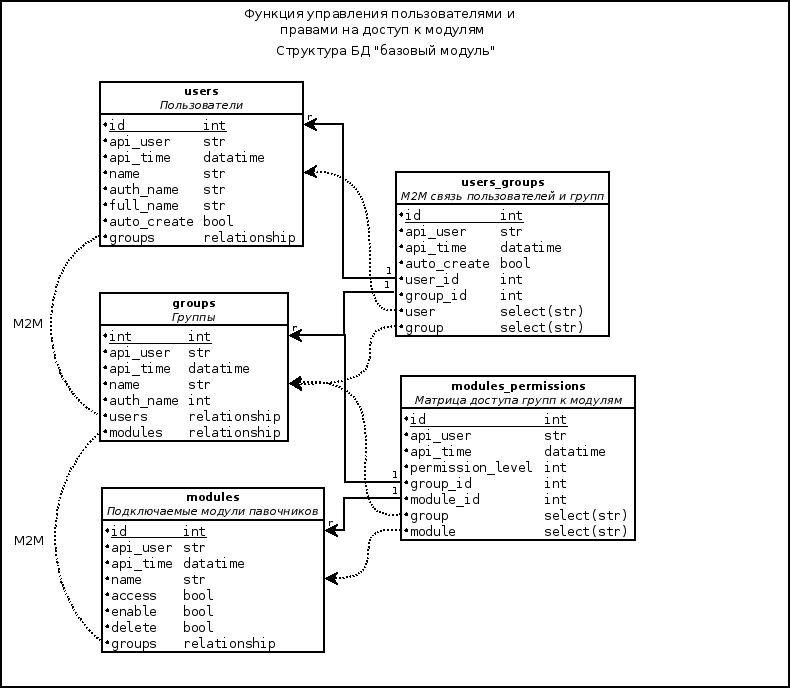 Функция управления пользователями и
правами на доступ к модулям
Структура БД "базовый модуль"
users
Пользователи
id int
api_user str
api_time datatime
name str
auth_name str
full_name str
auto_create bool
groups relationship
r
users_groups
M2M связь пользователей и групп
id int
api_user str
api_time datatime
auto_create bool
user_id int
group_id int
user select(str)
group select(str)
1
1
M2M
groups
Группы
int int
api_user str
api_time datatime
name str
auth_name int
users relationship
modules relationship
r
modules_permissions
Матрица доступа групп к модулям
id int
api_user str
api_time datatime
permission_level int
group_id int
module_id int
group select(str)
module select(str)
1
1
M2M
modules
Подключаемые модули павочников
id int
api_user str
api_time datatime
name str
access bool
enable bool
delete bool
groups relationship
r